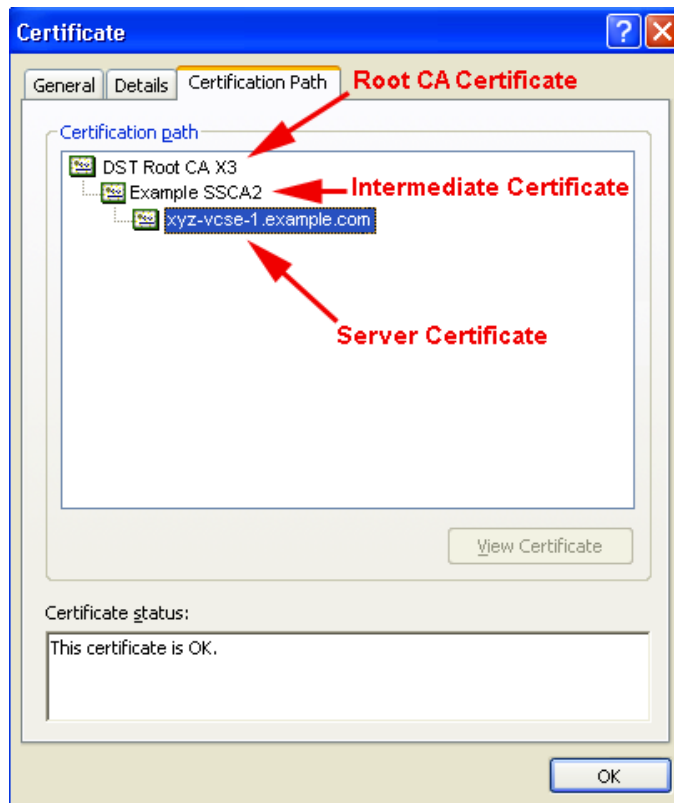 Certificate
General Details Certification Path Root CA Certificate
Certification path
DST Root CA X3
Example SSCA2 Intermediate Certificate
xyz-vcse-1.example.com
Server Certificate
View Certificate
Certificate status:
This certificate is OK.
OK